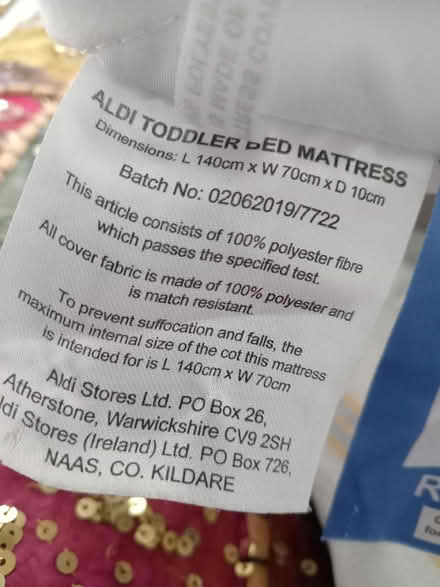 ALDI TODDLER BED MATTRESS
Dimensions: L 140cm x W 70cm x D 10cm
Batch No: 02062019/7722
This article consists of 100% polyester fibre
which passes the specified test.
All cover fabric is made of 100% polyester and
is match resistant.
To prevent suffocation and falls, the
maximum internal size of the cot this mattress
is intended for is L 140cm x W 70cm
Aldi Stores Ltd. PO Box 26,
Atherstone, Warwickshire CV9 2SH
ldi Stores (Ireland) Ltd. PO Box 726,
NAAS, CO. KILDARE